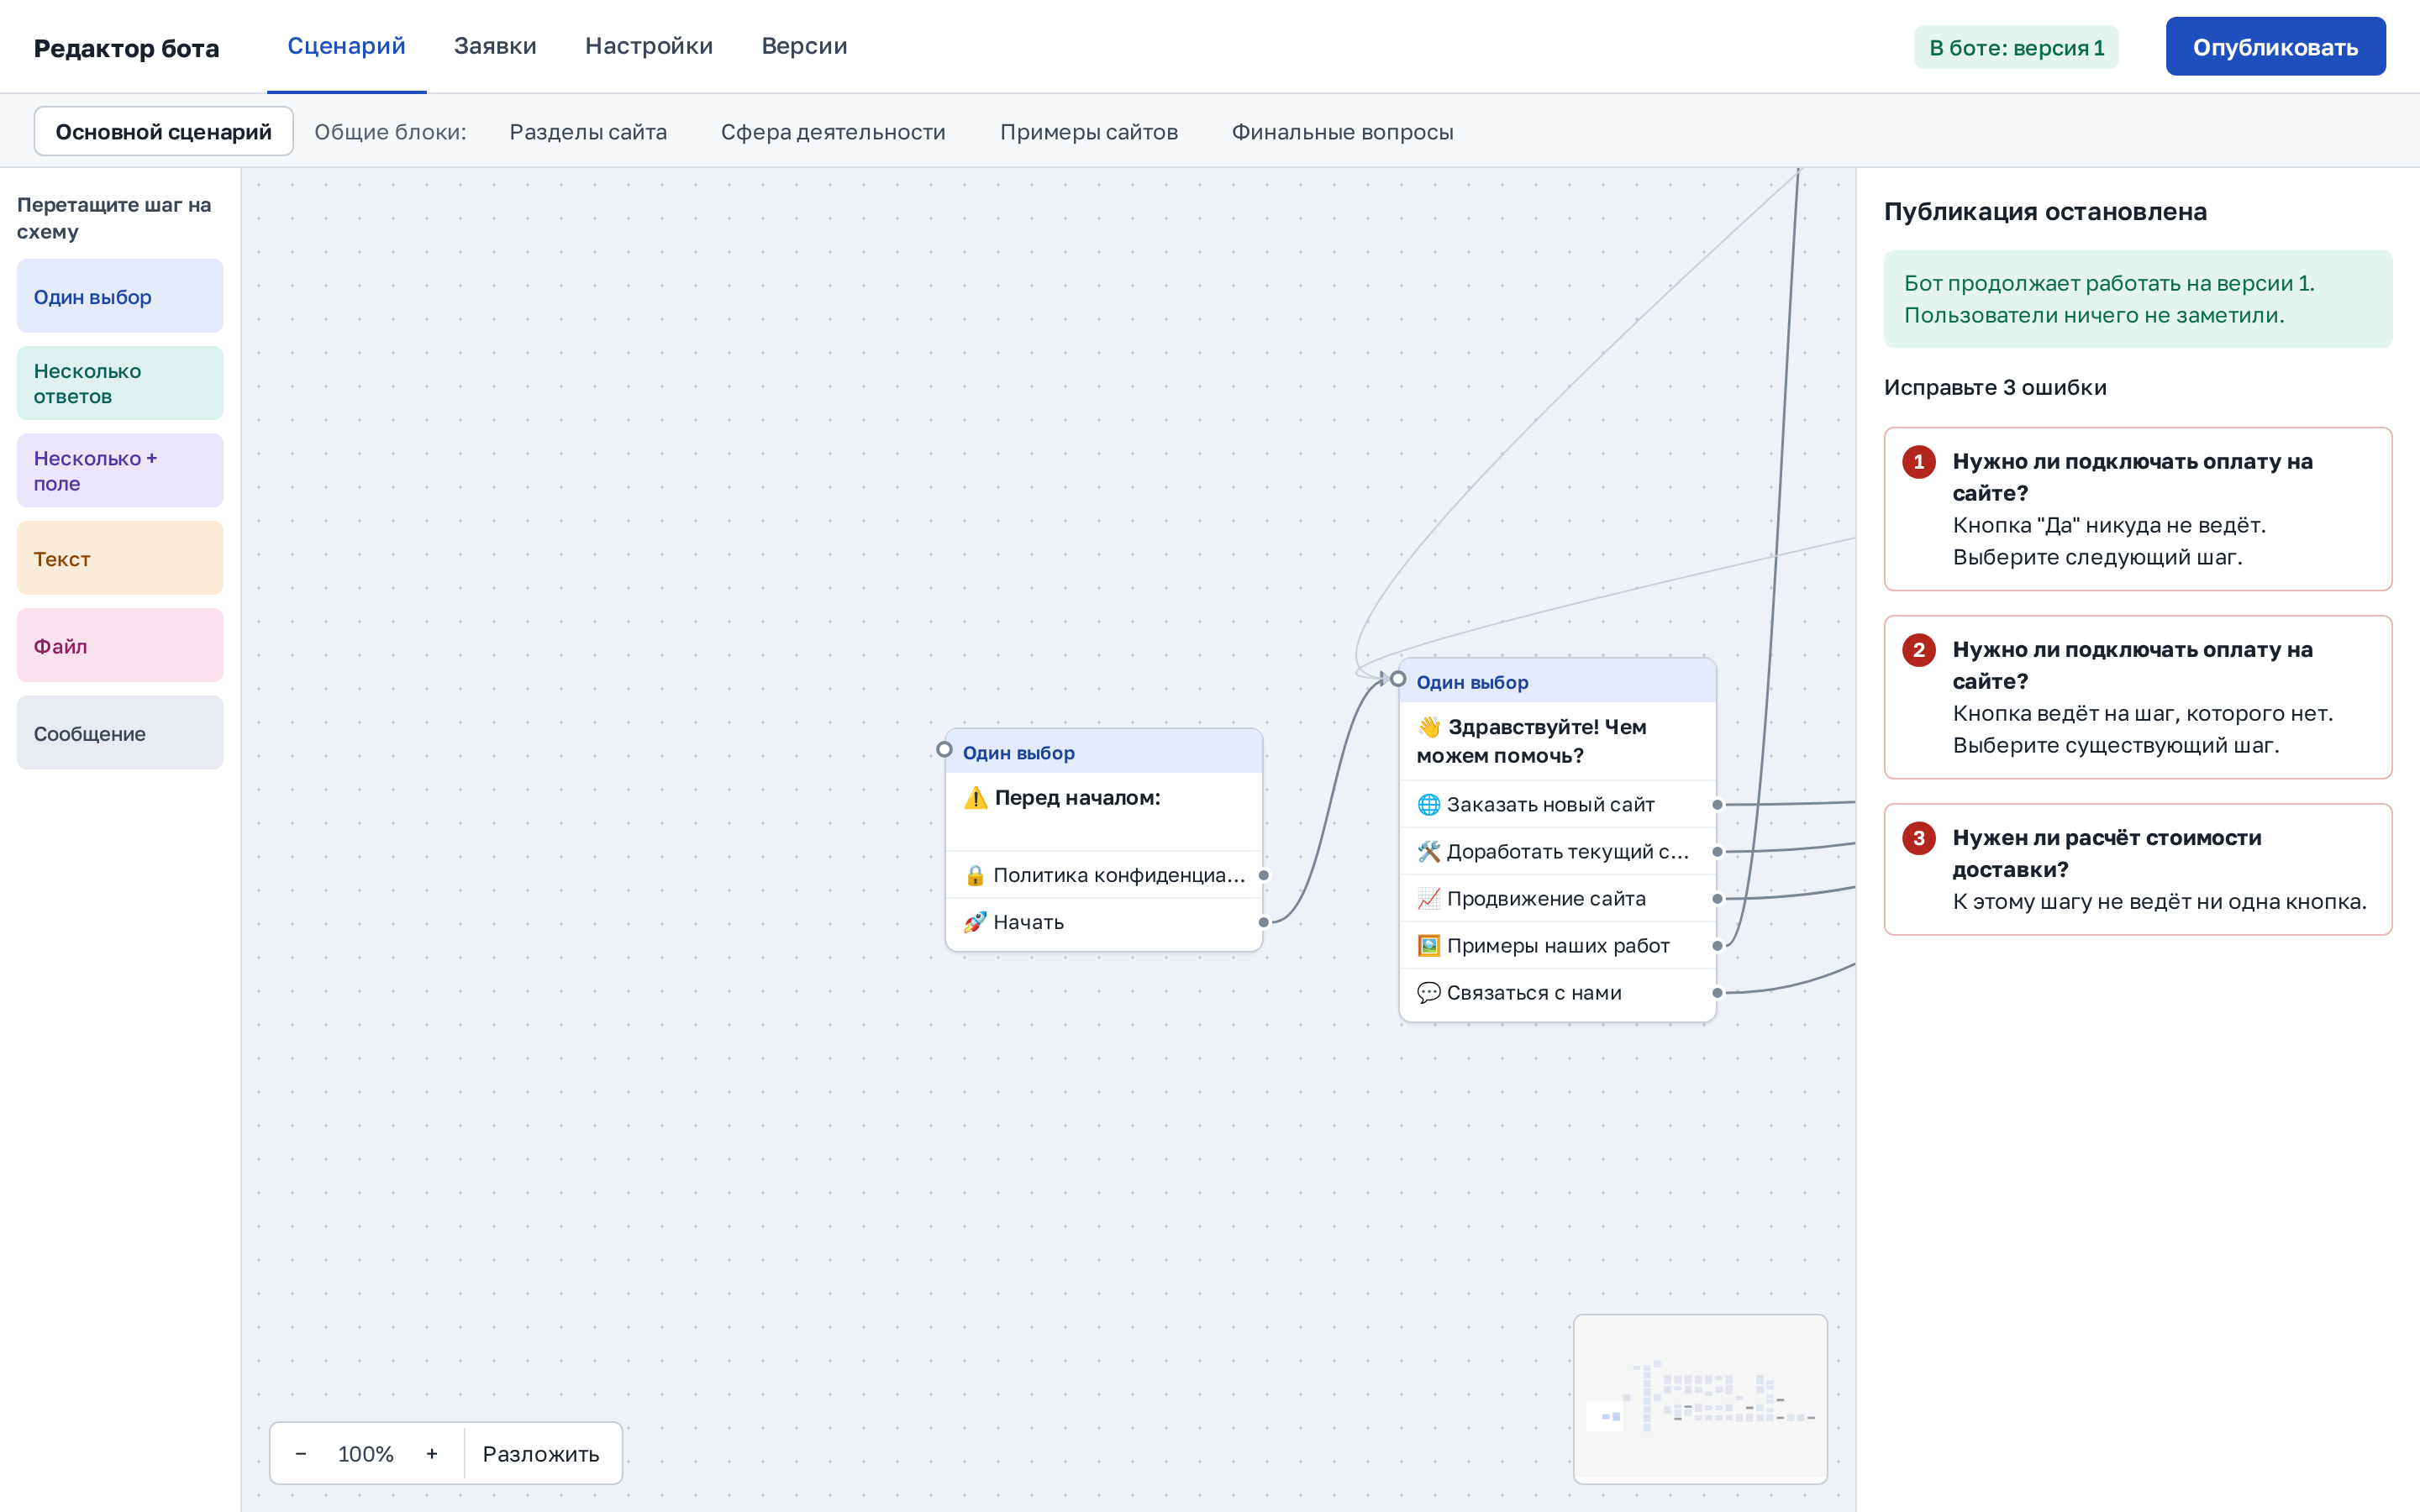 Редактор бота
Сценарий
Заявки
Настройки
Версии
В боте: версия 1
Опубликовать
Основной сценарий
Общие блоки:
Разделы сайта
Сфера деятельности
Примеры сайтов
Финальные вопросы
Перетащите шаг на
схему
Один выбор
Несколько
ответов
Несколько +
поле
Текст
Файл
Сообщение
Один выбор
⚠️ Перед началом:
🔒 Политика конфиденциа...
🚀 Начать
Один выбор
👋 Здравствуйте! Чем
можем помочь?
🌐 Заказать новый сайт
🛠️ Доработать текущий с...
📈 Продвижение сайта
🖼️ Примеры наших работ
💬 Связаться с нами
− 100% +
Разложить
Публикация остановлена
Бот продолжает работать на версии 1.
Пользователи ничего не заметили.
Исправьте 3 ошибки
1 Нужно ли подключать оплату на
сайте?
Кнопка "Да" никуда не ведёт.
Выберите следующий шаг.
2 Нужно ли подключать оплату на
сайте?
Кнопка ведёт на шаг, которого нет.
Выберите существующий шаг.
3 Нужен ли расчёт стоимости
доставки?
К этому шагу не ведёт ни одна кнопка.